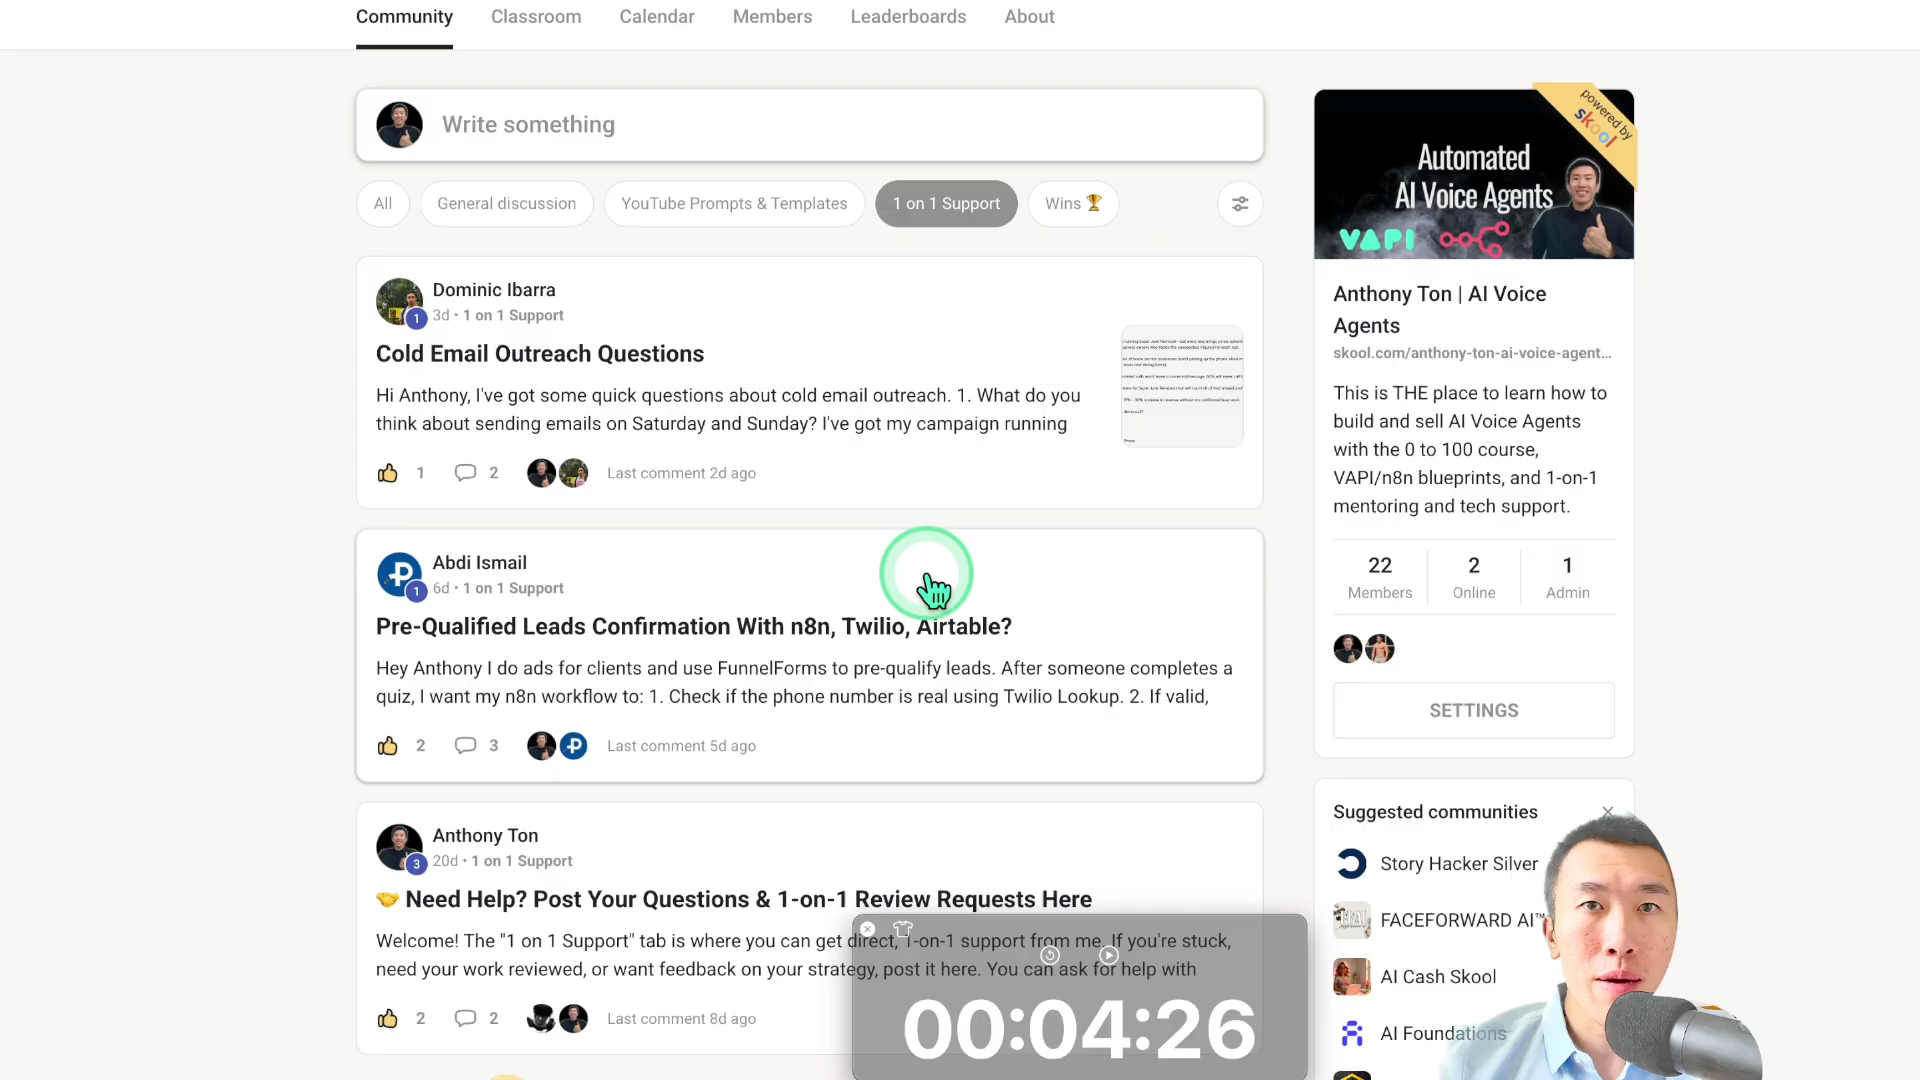 Community Classroom Calendar Members Leaderboards About
Write something
All General discussion YouTube Prompts & Templates 1 on 1 Support Wins 🏆
Dominic Ibarra
1
3d • 1 on 1 Support
Cold Email Outreach Questions
Hi Anthony, I've got some quick questions about cold email outreach. 1. What do you
think about sending emails on Saturday and Sunday? I've got my campaign running
1 2 Last comment 2d ago
Abdi Ismail
1
6d • 1 on 1 Support
Pre-Qualified Leads Confirmation With n8n, Twilio, Airtable?
Hey Anthony I do ads for clients and use FunnelForms to pre-qualify leads. After someone completes a
quiz, I want my n8n workflow to: 1. Check if the phone number is real using Twilio Lookup. 2. If valid,
2 3 Last comment 5d ago
Anthony Ton
3
20d • 1 on 1 Support
🤝 Need Help? Post Your Questions & 1-on-1 Review Requests Here
Welcome! The "1 on 1 Support" tab is where you can get direct, 1-on-1 support from me. If you're stuck,
need your work reviewed, or want feedback on your strategy, post it here. You can ask for help with
2 2 Last comment 8d ago
00:04:26
powered by
skool
Automated
AI Voice Agents
VAPI
Anthony Ton | AI Voice
Agents
skool.com/anthony-ton-ai-voice-agent...
This is THE place to learn how to
build and sell AI Voice Agents
with the 0 to 100 course,
VAPI/n8n blueprints, and 1-on-1
mentoring and tech support.
22 2 1
Members Online Admin
SETTINGS
Suggested communities
Story Hacker Silver
FACEFORWARD AI™
AI Cash Skool
AI Foundations